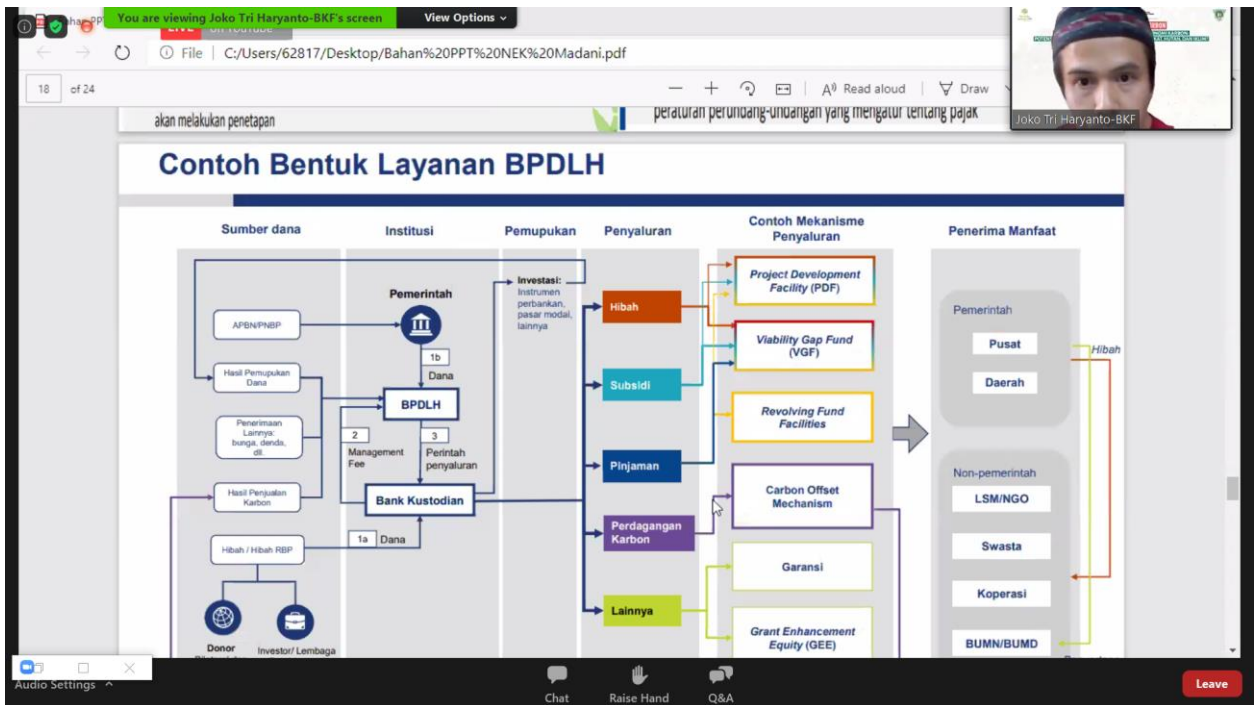 You are viewing Joko Tri Haryanto-BKF's screen
View Options
LIVE on YouTube
File | C:/Users/62817/Desktop/Bahan%20PPT%20NEK%20Madani.pdf
18 of 24
Read aloud
Draw
Joko Tri Haryanto-BKF
akan melakukan penetapan
peraturan perundang-undangan yang mengatur tentang pajak
Contoh Bentuk Layanan BPDLH
Sumber dana
Institusi
Pemupukan
Penyaluran
Contoh Mekanisme
Penyaluran
Penerima Manfaat
APBN/PNBP
Hasil Pemupukan
Dana
Penerimaan
Lainnya:
bunga, denda,
dll.
Hasil Penjualan
Karbon
Hibah / Hibah RBP
Donor
Investor/ Lembaga
Pemerintah
1b
Dana
BPDLH
2
Management
Fee
3
Perintah
penyaluran
Bank Kustodian
1a
Dana
Investasi:
Instrumen
perbankan,
pasar modal,
lainnya
Hibah
Subsidi
Pinjaman
Perdagangan
Karbon
Lainnya
Project Development
Facility (PDF)
Viability Gap Fund
(VGF)
Revolving Fund
Facilities
Carbon Offset
Mechanism
Garansi
Grant Enhancement
Equity (GEE)
Pemerintah
Pusat
Daerah
Hibah
Non-pemerintah
LSM/NGO
Swasta
Koperasi
BUMN/BUMD
Audio Settings
Chat
Raise Hand
Q&A
Leave